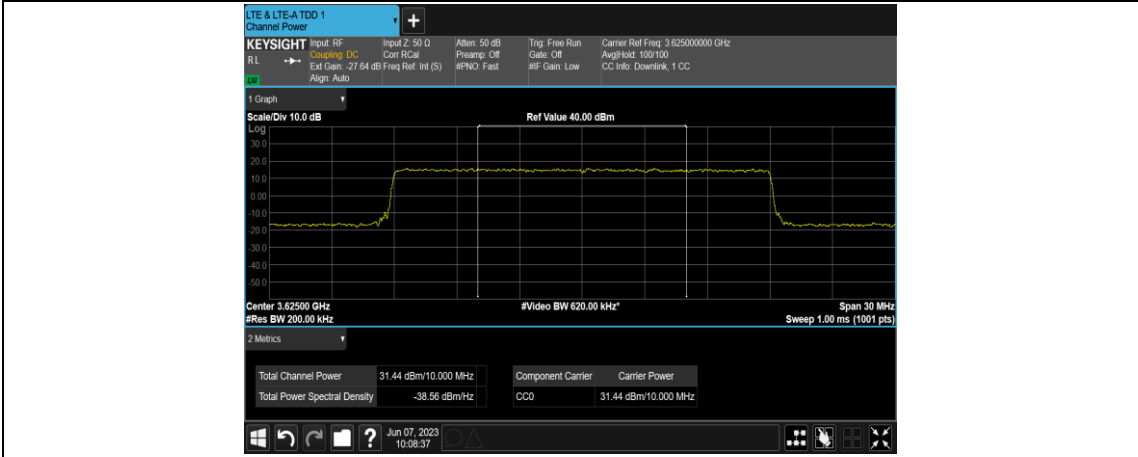 LTE & LTE-A TDD 1
Channel Power
KEYSIGHT
RL
LXI
Input: RF
Coupling: DC
Ext Gain: -27.64 dB
Align: Auto
Input Z: 50 Ω
Corr RCal
Freq Ref: Int (S)
Atten: 50 dB
Preamp: Off
#PNO: Fast
Trig: Free Run
Gate: Off
#IF Gain: Low
Carrier Ref Freq: 3.625000000 GHz
Avg|Hold: 100/100
CC Info: Downlink, 1 CC
1 Graph
Scale/Div 10.0 dB
Ref Value 40.00 dBm
Log
30.0
20.0
10.0
0.00
-10.0
-20.0
-30.0
-40.0
-50.0
Center 3.62500 GHz
#Video BW 620.00 kHz*
Span 30 MHz
#Res BW 200.00 kHz
Sweep 1.00 ms (1001 pts)
2 Metrics
Total Channel Power 31.44 dBm/10.000 MHz
Total Power Spectral Density -38.56 dBm/Hz
Component Carrier Carrier Power
CC0 31.44 dBm/10.000 MHz
?
Jun 07, 2023
10:08:37